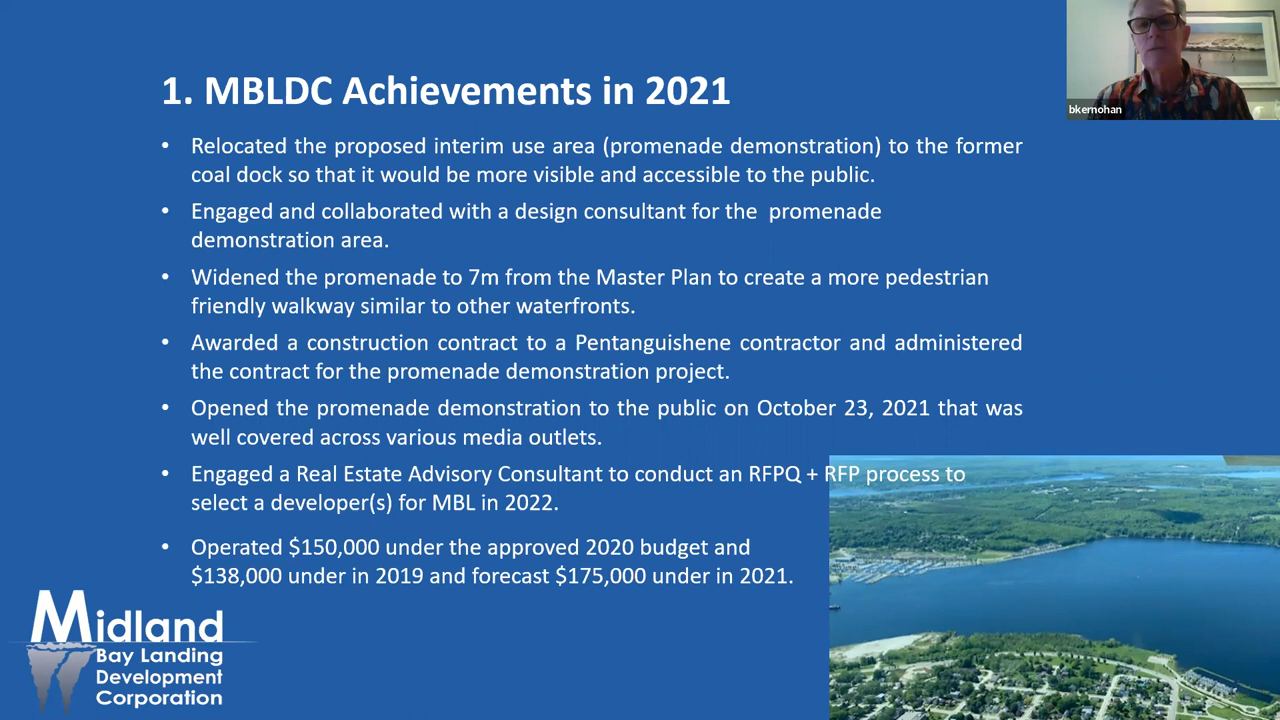 1. MBLDC Achievements in 2021
• Relocated the proposed interim use area (promenade demonstration) to the former
coal dock so that it would be more visible and accessible to the public.
• Engaged and collaborated with a design consultant for the promenade
demonstration area.
• Widened the promenade to 7m from the Master Plan to create a more pedestrian
friendly walkway similar to other waterfronts.
• Awarded a construction contract to a Pentanguishene contractor and administered
the contract for the promenade demonstration project.
• Opened the promenade demonstration to the public on October 23, 2021 that was
well covered across various media outlets.
• Engaged a Real Estate Advisory Consultant to conduct an RFPQ + RFP process to
select a developer(s) for MBL in 2022.
• Operated $150,000 under the approved 2020 budget and
$138,000 under in 2019 and forecast $175,000 under in 2021.
Midland
Bay Landing
Development
Corporation
bkernohan